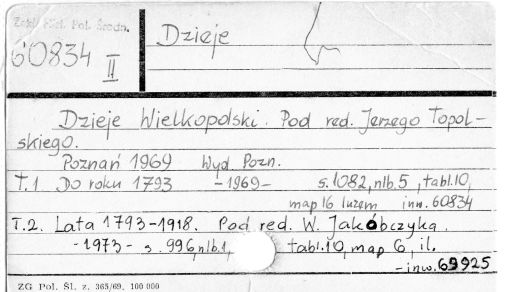 Zakł. Hist. Pol. Średn.
60834 II
Dzieje
Dzieje Wielkopolski. Pod red. Jerzego Topol-
skiego.
Poznań 1969 Wyd. Pozn.
T.1 Do roku 1793 -1969- s.1082, nlb.5, tabl.10,
map 16 luzem inw. 60834
T.2. Lata 1793-1918. Pod red. W. Jakóbczyka.
-1973- s. 996, nlb.1, tabl.10, map 6, il.
-inw. 69925
ZG Pol. Śl. z. 365/69. 100 000